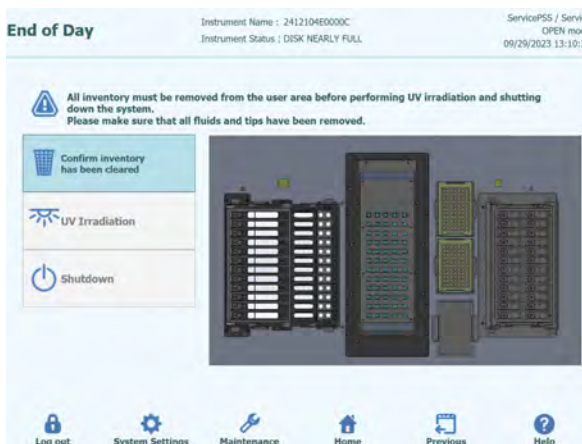 End of Day
Instrument Name : 2412104E0000C
Instrument Status : DISK NEARLY FULL
ServicePSS / Servi
OPEN mo
09/29/2023 13:10:
All inventory must be removed from the user area before performing UV irradiation and shutting
down the system.
Please make sure that all fluids and tips have been removed.
Confirm inventory
has been cleared
UV Irradiation
Shutdown
Log out
System Settings
Maintenance
Home
Previous
Help